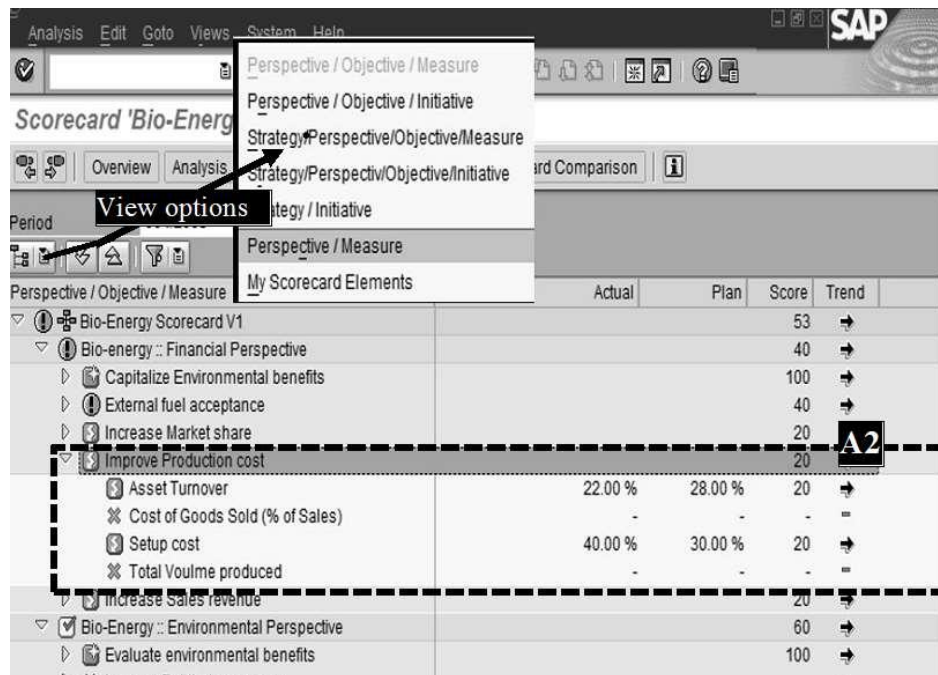 Analysis Edit Goto Views System Help
SAP
Perspective / Objective / Measure
Perspective / Objective / Initiative
Strategy/Perspective/Objective/Measure
Strategy/Perspectiv/Objective/Initiative
Strategy / Initiative
Perspective / Measure
My Scorecard Elements
Scorecard 'Bio-Energ
Overview Analysis rd Comparison
View options
Period
Perspective / Objective / Measure Actual Plan Score Trend
Bio-Energy Scorecard V1 53
Bio-energy :: Financial Perspective 40
Capitalize Environmental benefits 100
External fuel acceptance 40
Increase Market share 20
A2
Improve Production cost 20
Asset Turnover 22.00 % 28.00 % 20
Cost of Goods Sold (% of Sales) - - -
Setup cost 40.00 % 30.00 % 20
Total Voulme produced - - -
Increase Sales revenue 20
Bio-Energy :: Environmental Perspective 60
Evaluate environmental benefits 100